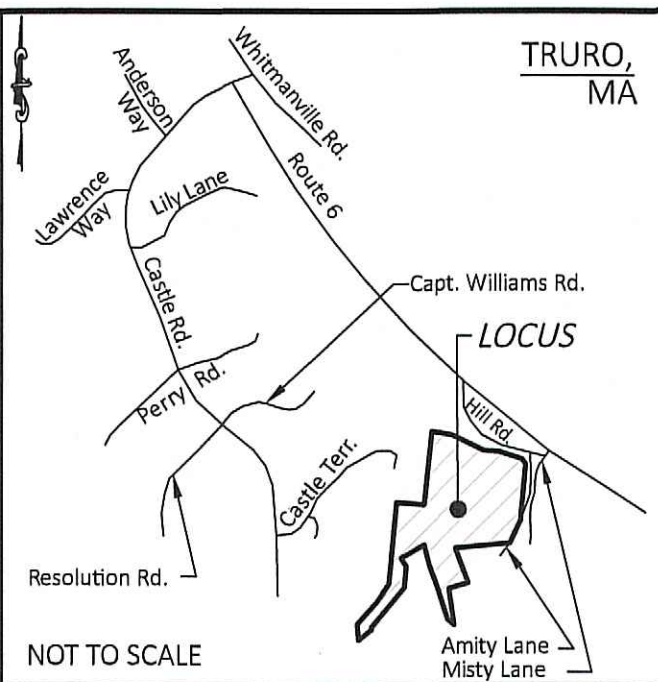 TRURO,
MA
Whitmanville Rd.
Anderson
Way
Route 6
Lawrence
Way
Lily Lane
Castle Rd.
Capt. Williams Rd.
LOCUS
Perry Rd.
Hill Rd.
Castle Terr.
Resolution Rd.
Amity Lane
Misty Lane
NOT TO SCALE